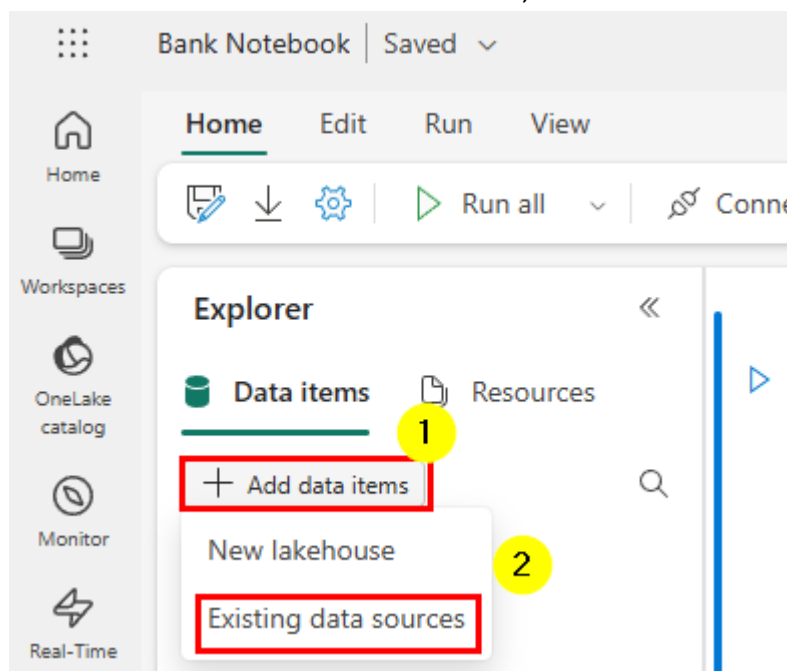 Bank Notebook | Saved
Home Edit Run View
Home
Run all
Workspaces
Explorer
OneLake
catalog
Data items Resources
1
+ Add data items
Monitor
New lakehouse
2
Existing data sources
Real-Time